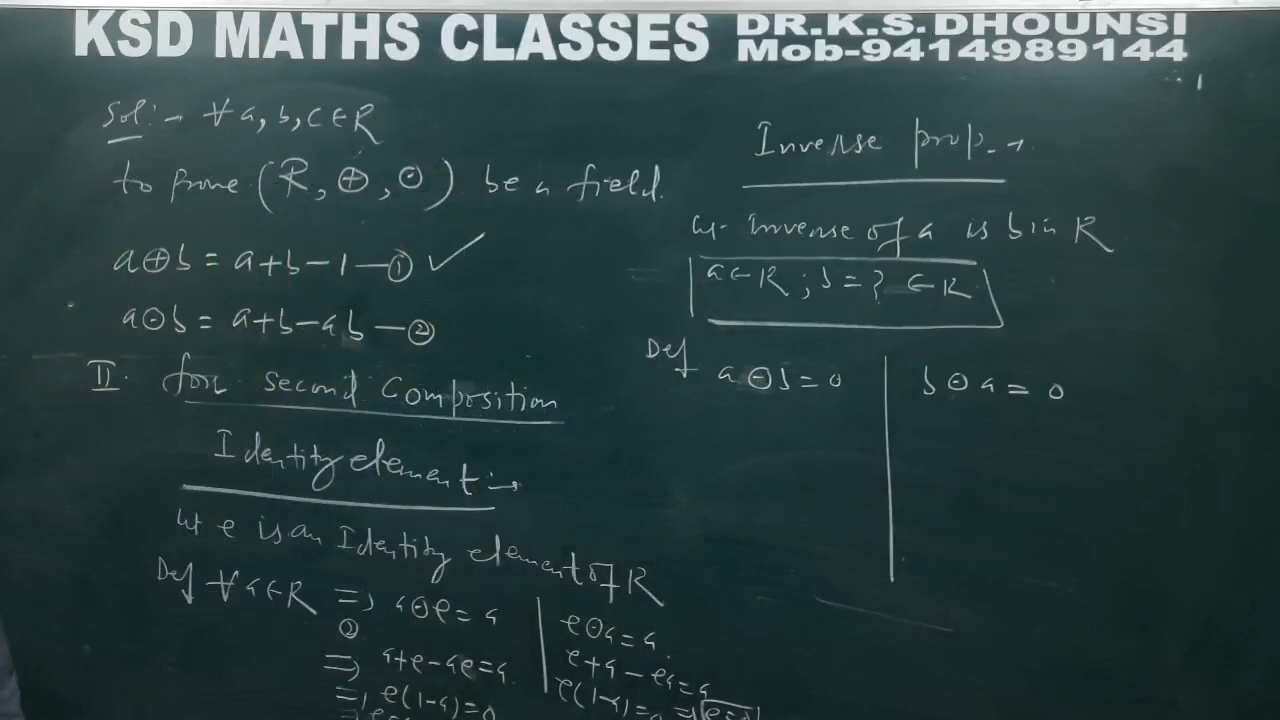 KSD MATHS CLASSES
DR.K.S.DHOUNSI
Mob-9414989144
Sol:- ∀ a, b, c ∈ R
to prove (R, ⊕, ⊙) be a field.
a⊕b = a+b-1 —①✓
a⊙b = a+b-ab —②
II. for second Composition
Identity element :→
let e is an Identity element of R
Def ∀ a∈R ⇒ a⊙e=a
②
⇒ a+e-ae=a
⇒ e(1-a)=0
e⊙a=a
e+a-ea=a
e(1-a)=0 ⇒ e=0
Inverse prop. →
let inverse of a is b in R
a∈R ; b=? ∈R
Def a⊙b=0
b⊙a=0